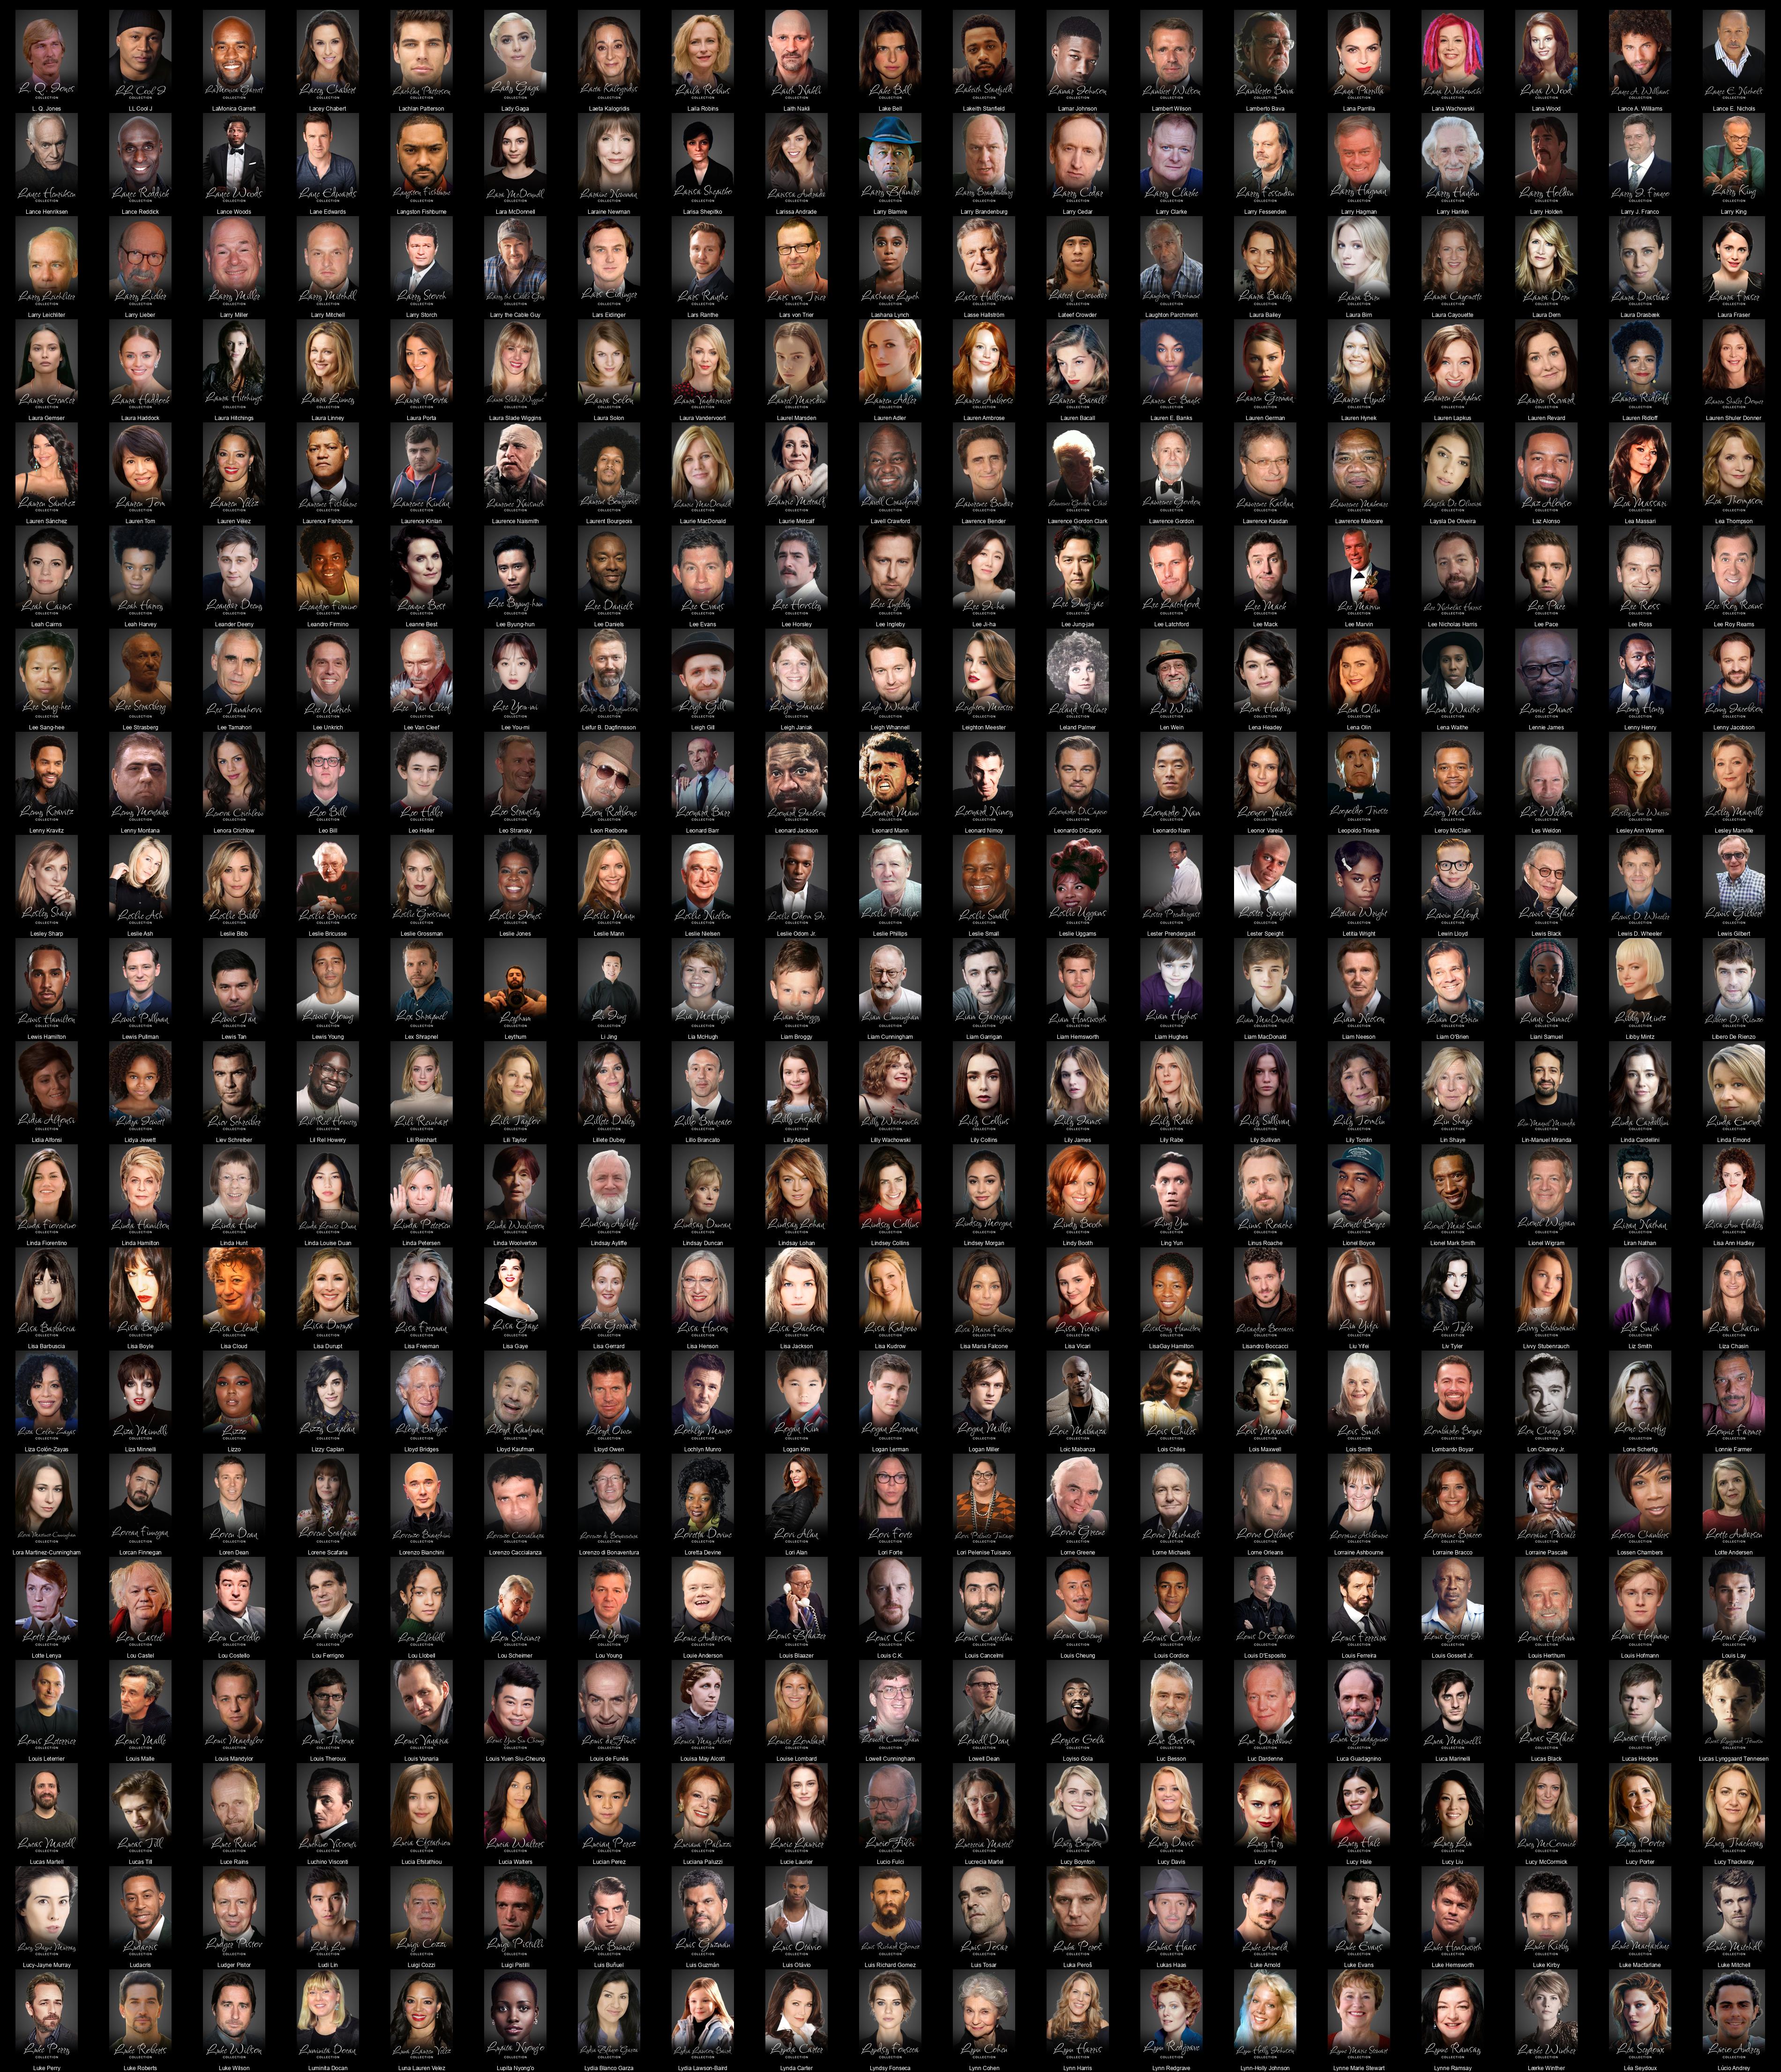 L. Q. Jones LL Cool J LaMonica Garrett Lacey Chabert Lachlan Patterson Lady Gaga Laeta Kalogridis Laila Robins Laith Nakli Lake Bell Lakeith Stanfield Lamar Johnson Lambert Wilson Lamberto Bava Lana Parrilla Lana Wachowski Lana Wood Lance A. Williams Lance E. Nichols
Lance Henriksen Lance Reddick Lance Woods Lane Edwards Langston Fishburne Lara McDonnell Laraine Newman Larisa Shepitko Larissa Andrade Larry Blamire Larry Brandenburg Larry Cedar Larry Clarke Larry Fessenden Larry Hagman Larry Hankin Larry Holden Larry J. Franco Larry King
Larry Leichliter Larry Lieber Larry Miller Larry Mitchell Larry Storch Larry the Cable Guy Lars Eidinger Lars Ranthe Lars von Trier Lashana Lynch Lasse Hallström Lateef Crowder Laughton Parchment Laura Bailey Laura Birn Laura Cayouette Laura Dern Laura Drasbæk Laura Fraser
Laura Gemser Laura Haddock Laura Hitchings Laura Linney Laura Porta Laura Slade Wiggins Laura Solon Laura Vandervoort Laurel Marsden Lauren Adler Lauren Ambrose Lauren Bacall Lauren E. Banks Lauren German Lauren Hynek Lauren Lapkus Lauren Revard Lauren Ridloff Lauren Shuler Donner
Lauren Sánchez Lauren Tom Lauren Vélez Laurence Fishburne Laurence Kinlan Laurence Naismith Laurent Bourgeois Laurie MacDonald Laurie Metcalf Lavell Crawford Lawrence Bender Lawrence Gordon Clark Lawrence Gordon Lawrence Kasdan Lawrence Makoare Laysla De Oliveira Laz Alonso Lea Massari Lea Thompson
Leah Cairns Leah Harvey Leander Deeny Leandro Firmino Leanne Best Lee Byung-hun Lee Daniels Lee Evans Lee Horsley Lee Ingleby Lee Ji-ha Lee Jung-jae Lee Latchford Lee Mack Lee Marvin Lee Nicholas Harris Lee Pace Lee Ross Lee Roy Reams
Lee Sang-hee Lee Strasberg Lee Tamahori Lee Unkrich Lee Van Cleef Lee You-mi Leifur B. Dagfinnsson Leigh Gill Leigh Janiak Leigh Whannell Leighton Meester Leland Palmer Len Wein Lena Headey Lena Olin Lena Waithe Lennie James Lenny Henry Lenny Jacobson
Lenny Kravitz Lenny Montana Lenora Crichlow Leo Bill Leo Heller Leo Stransky Leon Redbone Leonard Barr Leonard Jackson Leonard Mann Leonard Nimoy Leonardo DiCaprio Leonardo Nam Leonor Varela Leopoldo Trieste Leroy McClain Les Weldon Lesley Ann Warren Lesley Manville
Lesley Sharp Leslie Ash Leslie Bibb Leslie Bricusse Leslie Grossman Leslie Jones Leslie Mann Leslie Nielsen Leslie Odom Jr. Leslie Phillips Leslie Small Leslie Uggams Lester Prendergast Lester Speight Letitia Wright Lewin Lloyd Lewis Black Lewis D. Wheeler Lewis Gilbert
Lewis Hamilton Lewis Pullman Lewis Tan Lewis Young Lex Shrapnel Leythum Li Jing Lia McHugh Liam Broggy Liam Cunningham Liam Garrigan Liam Hemsworth Liam Hughes Liam MacDonald Liam Neeson Liam O'Brien Liani Samuel Libby Mintz Libero De Rienzo
Lidia Alfonsi Lidya Jewett Liev Schreiber Lil Rel Howery Lili Reinhart Lili Taylor Lillete Dubey Lillo Brancato Lilly Aspell Lilly Wachowski Lily Collins Lily James Lily Rabe Lily Sullivan Lily Tomlin Lin Shaye Lin-Manuel Miranda Linda Cardellini Linda Emond
Linda Fiorentino Linda Hamilton Linda Hunt Linda Louise Duan Linda Petersen Linda Woolverton Lindsay Ayliffe Lindsay Duncan Lindsay Lohan Lindsey Collins Lindsey Morgan Lindy Booth Ling Yun Linus Roache Lionel Boyce Lionel Mark Smith Lionel Wigram Liran Nathan Lisa Ann Hadley
Lisa Barbuscia Lisa Boyle Lisa Cloud Lisa Durupt Lisa Freeman Lisa Gaye Lisa Gerrard Lisa Henson Lisa Jackson Lisa Kudrow Lisa Maria Falcone Lisa Vicari LisaGay Hamilton Lisandro Boccacci Liu Yifei Liv Tyler Livvy Stubenrauch Liz Smith Liza Chasin
Liza Colón-Zayas Liza Minnelli Lizzo Lizzy Caplan Lloyd Bridges Lloyd Kaufman Lloyd Owen Lochlyn Munro Logan Kim Logan Lerman Logan Miller Loic Mabanza Lois Chiles Lois Maxwell Lois Smith Lombardo Boyar Lon Chaney Jr. Lone Scherfig Lonnie Farmer
Lora Martinez-Cunningham Lorcan Finnegan Loren Dean Lorene Scafaria Lorenzo Bianchini Lorenzo Caccialanza Lorenzo di Bonaventura Loretta Devine Lori Alan Lori Forte Lori Pelenise Tuisano Lorne Greene Lorne Michaels Lorne Orleans Lorraine Ashbourne Lorraine Bracco Lorraine Pascale Lossen Chambers Lotte Andersen
Lotte Lenya Lou Castel Lou Costello Lou Ferrigno Lou Llobell Lou Scheimer Lou Young Louie Anderson Louis Blaazer Louis C.K. Louis Cancelmi Louis Cheung Louis Cordice Louis D'Esposito Louis Ferreira Louis Gossett Jr. Louis Herthum Louis Hofmann Louis Lay
Louis Leterrier Louis Malle Louis Mandylor Louis Theroux Louis Vanaria Louis Yuen Siu-Cheung Louis de Funès Louisa May Alcott Louise Lombard Lowell Cunningham Lowell Dean Loyiso Gola Luc Besson Luc Dardenne Luca Guadagnino Luca Marinelli Lucas Black Lucas Hedges Lucas Lynggaard Tønnesen
Lucas Martell Lucas Till Luce Rains Luchino Visconti Lucia Efstathiou Lucia Walters Lucian Perez Luciana Paluzzi Lucie Laurier Lucio Fulci Lucrecia Martel Lucy Boynton Lucy Davis Lucy Fry Lucy Hale Lucy Liu Lucy McCormick Lucy Porter Lucy Thackeray
Lucy-Jayne Murray Ludacris Ludger Pistor Ludi Lin Luigi Cozzi Luigi Pistilli Luis Buñuel Luis Guzmán Luis Otávio Luis Richard Gomez Luis Tosar Luka Peroš Lukas Haas Luke Arnold Luke Evans Luke Hemsworth Luke Kirby Luke Macfarlane Luke Mitchell
Luke Perry Luke Roberts Luke Wilson Luminita Docan Luna Lauren Velez Lupita Nyong'o Lydia Blanco Garza Lydia Lawson-Baird Lynda Carter Lyndsy Fonseca Lynn Cohen Lynn Harris Lynn Redgrave Lynn-Holly Johnson Lynne Marie Stewart Lynne Ramsay Lærke Winther Léa Seydoux Lúcio Andrey